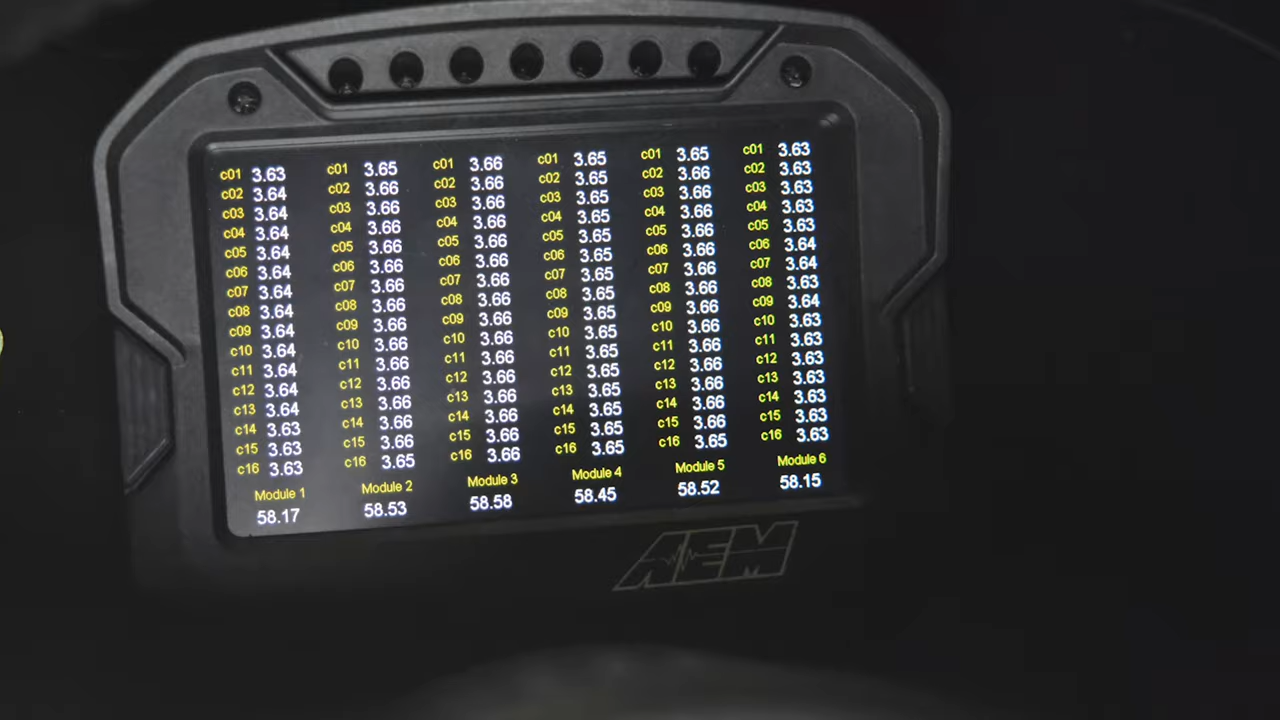 c01 3.63 c01 3.65 c01 3.66 c01 3.65 c01 3.65 c01 3.63
c02 3.64 c02 3.66 c02 3.66 c02 3.65 c02 3.66 c02 3.63
c03 3.64 c03 3.66 c03 3.66 c03 3.65 c03 3.66 c03 3.63
c04 3.64 c04 3.66 c04 3.66 c04 3.65 c04 3.66 c04 3.63
c05 3.64 c05 3.66 c05 3.66 c05 3.65 c05 3.66 c05 3.63
c06 3.64 c06 3.66 c06 3.66 c06 3.65 c06 3.66 c06 3.64
c07 3.64 c07 3.66 c07 3.66 c07 3.65 c07 3.66 c07 3.64
c08 3.64 c08 3.66 c08 3.66 c08 3.65 c08 3.66 c08 3.63
c09 3.64 c09 3.66 c09 3.66 c09 3.65 c09 3.66 c09 3.64
c10 3.64 c10 3.66 c10 3.66 c10 3.65 c10 3.66 c10 3.63
c11 3.64 c11 3.66 c11 3.66 c11 3.65 c11 3.66 c11 3.63
c12 3.64 c12 3.66 c12 3.66 c12 3.65 c12 3.66 c12 3.63
c13 3.64 c13 3.66 c13 3.66 c13 3.65 c13 3.66 c13 3.63
c14 3.63 c14 3.66 c14 3.66 c14 3.65 c14 3.66 c14 3.63
c15 3.63 c15 3.66 c15 3.66 c15 3.65 c15 3.66 c15 3.63
c16 3.63 c16 3.65 c16 3.66 c16 3.65 c16 3.65 c16 3.63
Module 1 Module 2 Module 3 Module 4 Module 5 Module 6
58.17 58.53 58.58 58.45 58.52 58.15
AEM